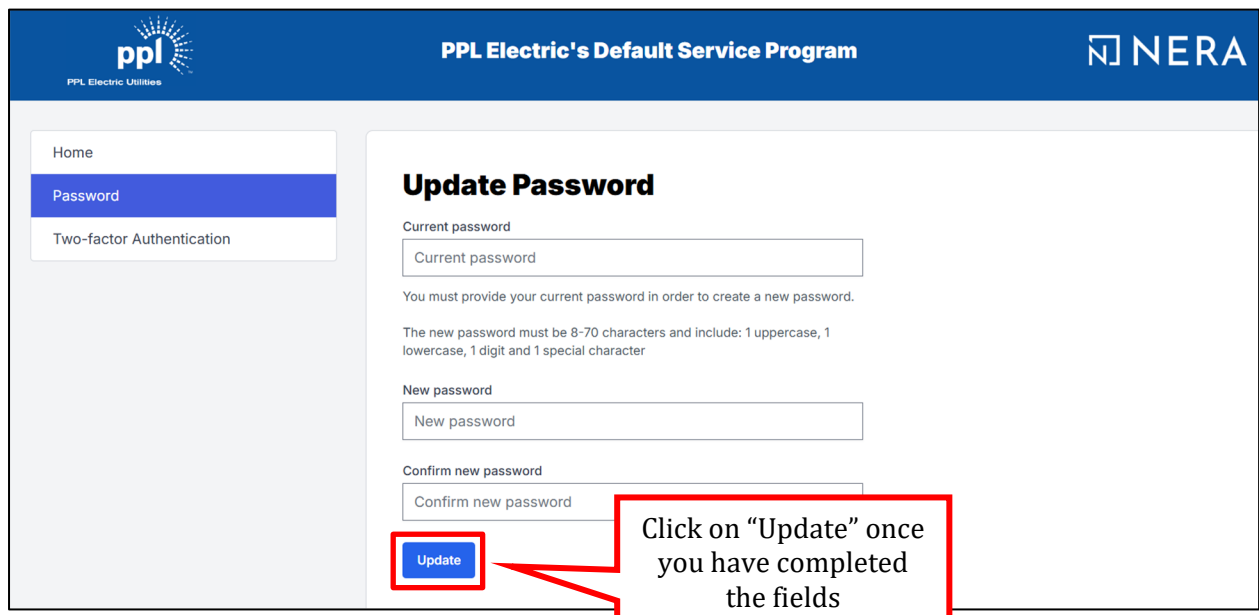 ppl
PPL Electric Utilities
PPL Electric's Default Service Program
NERA
Home
Password
Two-factor Authentication
Update Password
Current password
Current password
You must provide your current password in order to create a new password.
The new password must be 8-70 characters and include: 1 uppercase, 1
lowercase, 1 digit and 1 special character
New password
New password
Confirm new password
Confirm new password
Update
Click on “Update” once
you have completed
the fields